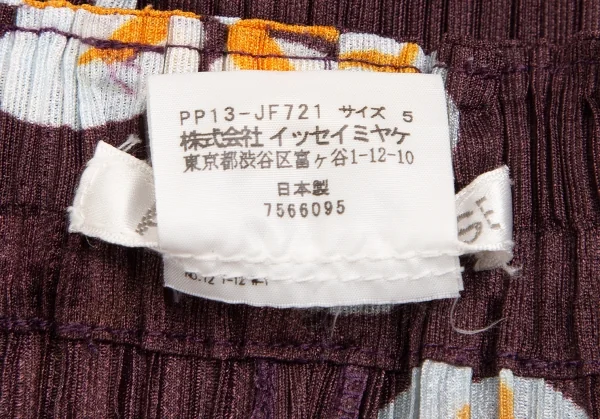 PP13-JF721 サイズ 5
株式会社 イッセイミヤケ
東京都渋谷区富ヶ谷1-12-10
日本製
7566095